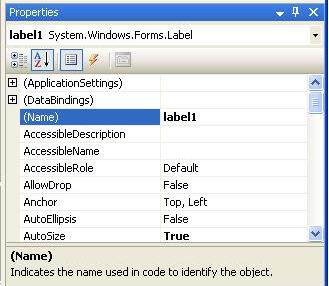 Properties
label1 System.Windows.Forms.Label
A
Z
(ApplicationSettings)
(DataBindings)
(Name) label1
AccessibleDescription
AccessibleName
AccessibleRole Default
AllowDrop False
Anchor Top, Left
AutoEllipsis False
AutoSize True
(Name)
Indicates the name used in code to identify the object.